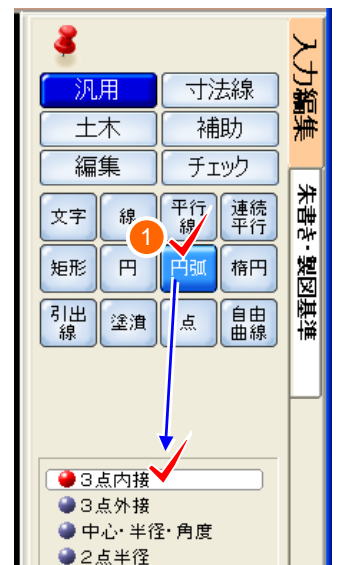 入力編集
朱書き・製図基準
汎用 寸法線
土木 補助
編集 チェック
文字 線 平行線 連続平行
1
矩形 円 円弧 楕円
引出線 塗潰 点 自由曲線
3点内接
3点外接
中心・半径・角度
2点半径